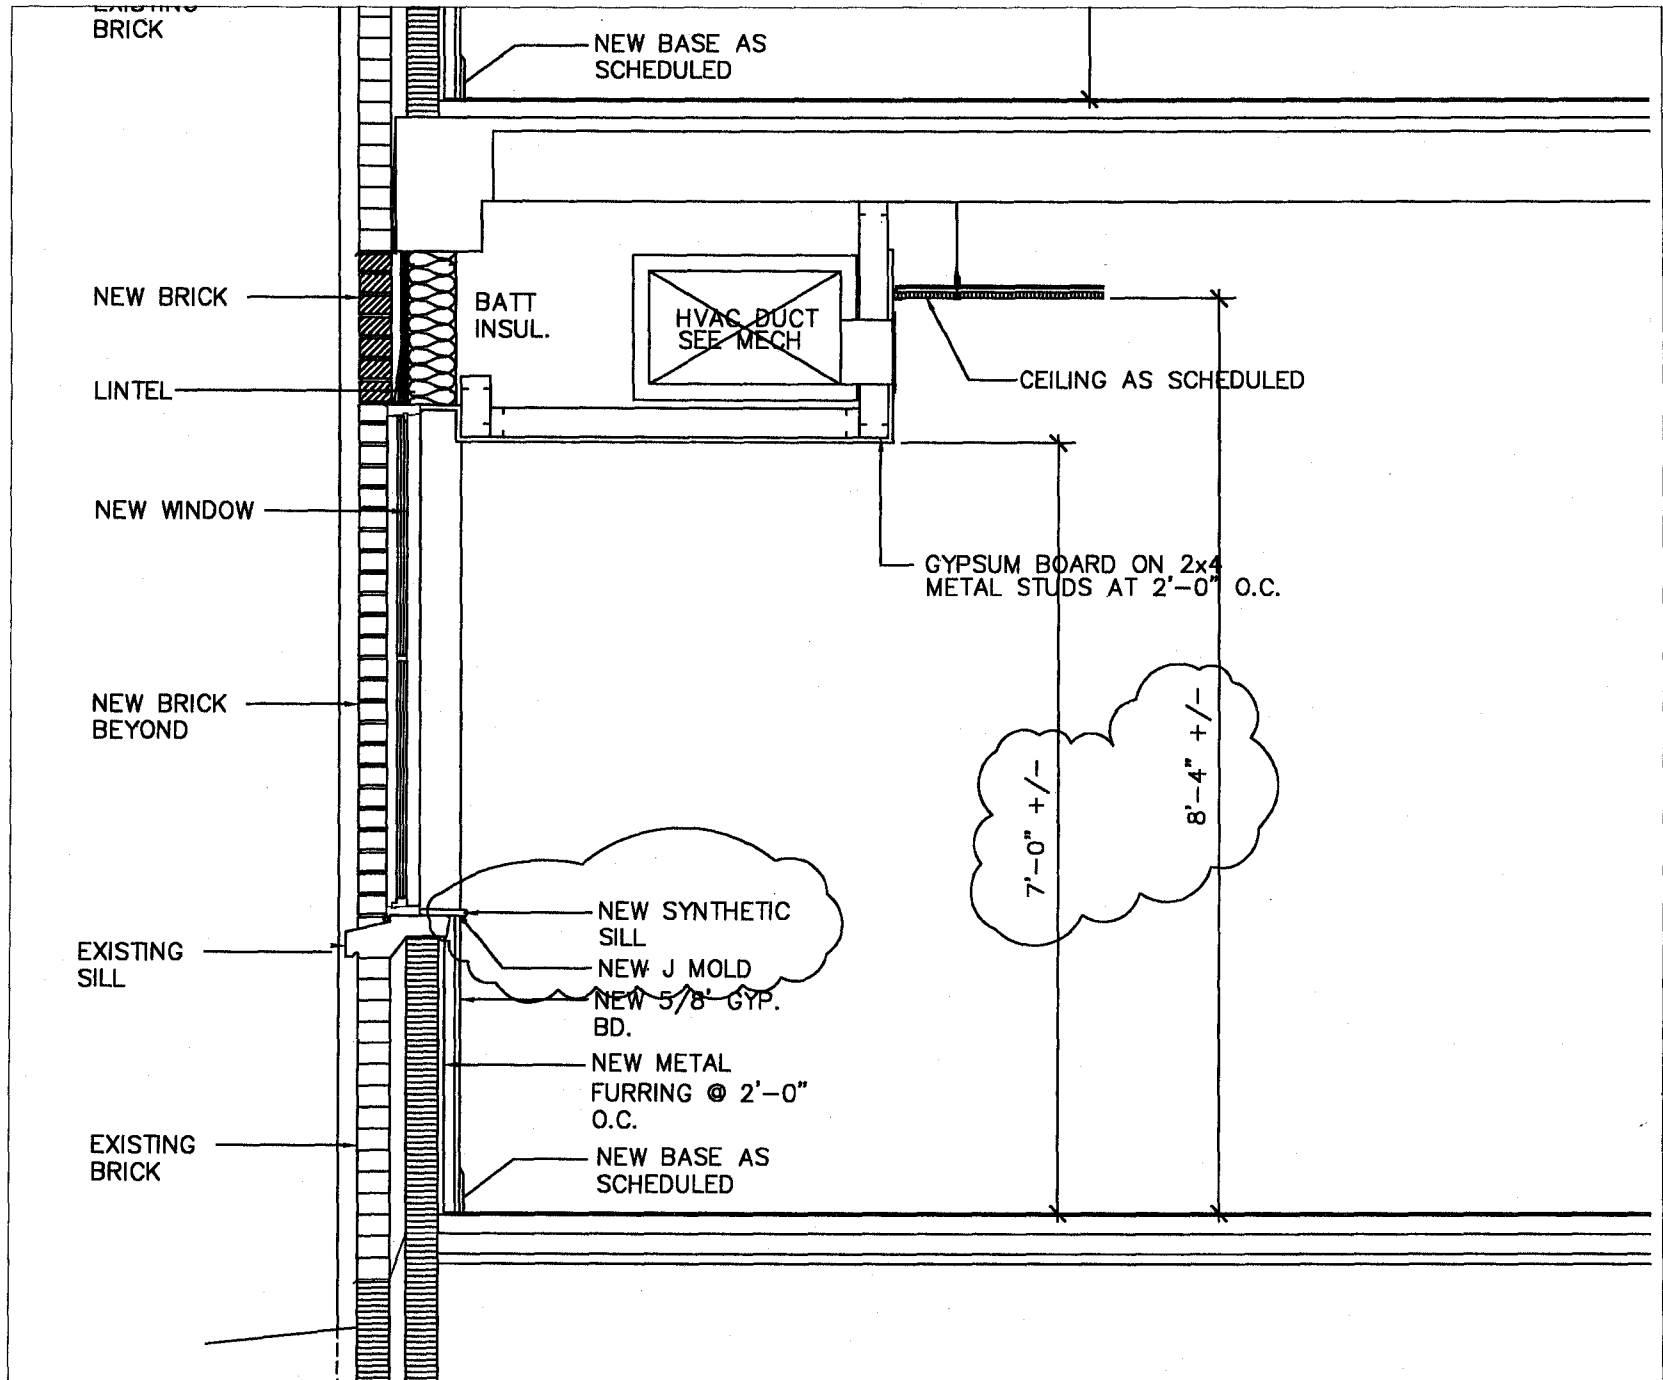 EXISTING
BRICK
NEW BASE AS
SCHEDULED
NEW BRICK
BATT
INSUL.
HVAC DUCT
SEE MECH
LINTEL
CEILING AS SCHEDULED
NEW WINDOW
GYPSUM BOARD ON 2x4
METAL STUDS AT 2'-0" O.C.
NEW BRICK
BEYOND
7'-0" +/-
8'-4" +/-
NEW SYNTHETIC
SILL
EXISTING
SILL
NEW J MOLD
NEW 5/8' GYP.
BD.
NEW METAL
FURRING @ 2'-0"
O.C.
EXISTING
BRICK
NEW BASE AS
SCHEDULED